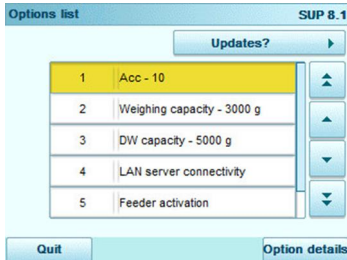 Options list SUP 8.1
Updates?
1 Acc - 10
2 Weighing capacity - 3000 g
3 DW capacity - 5000 g
4 LAN server connectivity
5 Feeder activation
Quit Option details